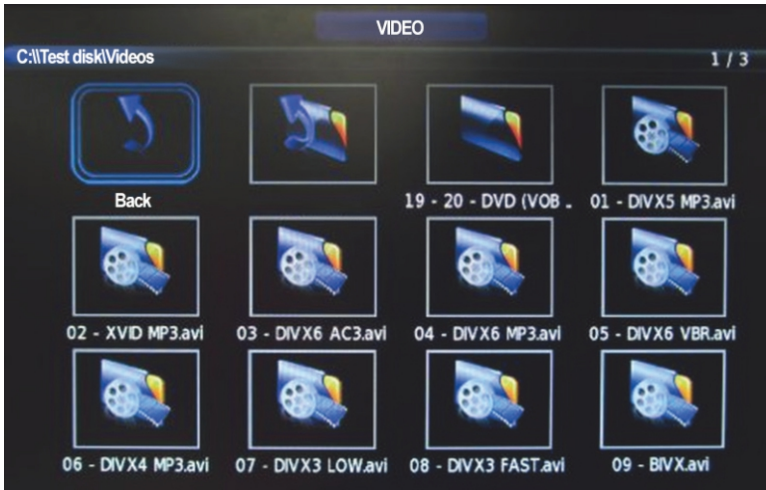 VIDEO
C:\\Test disk\Videos
1 / 3
Back
19 - 20 - DVD (VOB _
01 - DIVX5 MP3.avi
02 - XVID MP3.avi
03 - DIVX6 AC3.avi
04 - DIVX6 MP3.avi
05 - DIVX6 VBR.avi
06 - DIVX4 MP3.avi
07 - DIVX3 LOW.avi
08 - DIVX3 FAST.avi
09 - BIVX.avi